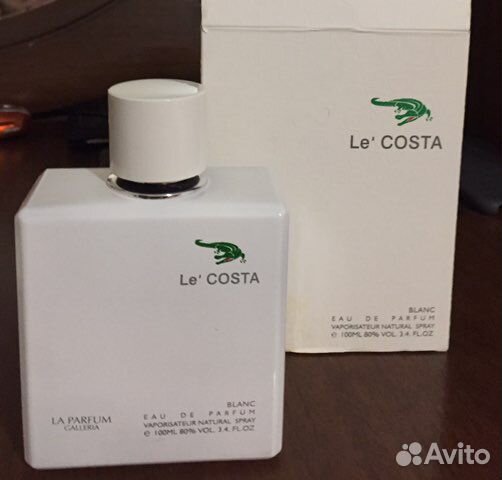 Le' COSTA
BLANC
EAU DE PARFUM
VAPORISATEUR NATURAL SPRAY
e 100ML 80% VOL. 3.4. FL.OZ
Le' COSTA
LA PARFUM
GALLERIA
BLANC
EAU DE PARFUM
VAPORISATEUR NATURAL SPRAY
e 100ML 80% VOL. 3.4. FL.OZ
Avito